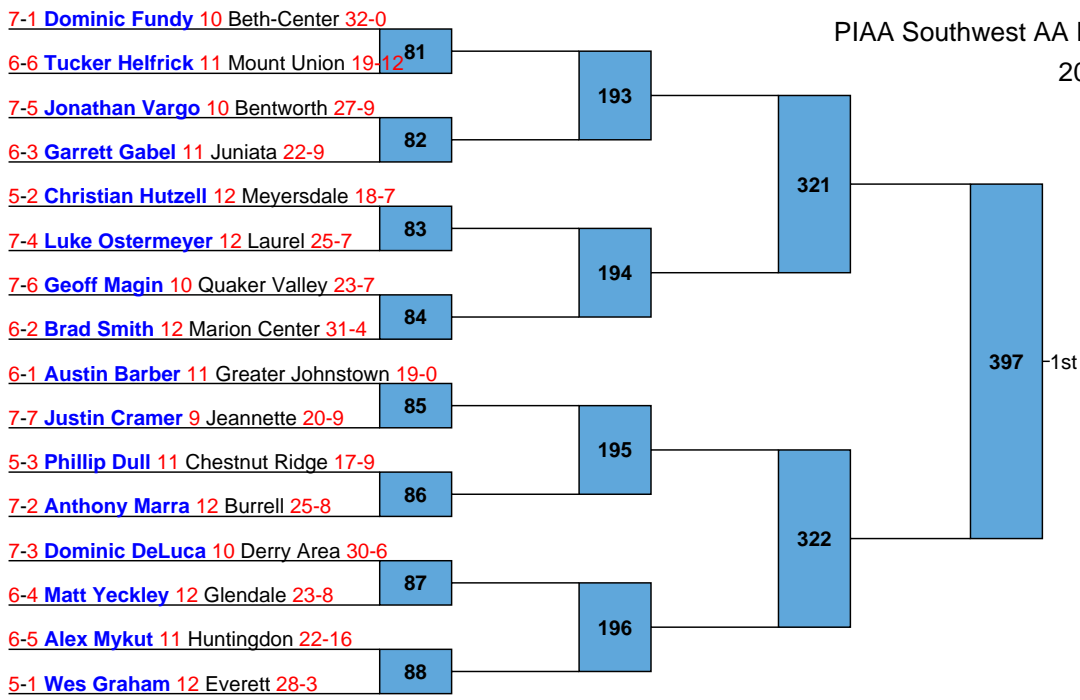 PIAA Southwest AA
20
7-1 Dominic Fundy 10 Beth-Center 32-0
81
6-6 Tucker Helfrick 11 Mount Union 19-12
193
7-5 Jonathan Vargo 10 Bentworth 27-9
82
6-3 Garrett Gabel 11 Juniata 22-9
321
5-2 Christian Hutzell 12 Meyersdale 18-7
83
7-4 Luke Ostermeyer 12 Laurel 25-7
194
7-6 Geoff Magin 10 Quaker Valley 23-7
84
6-2 Brad Smith 12 Marion Center 31-4
397 1st
6-1 Austin Barber 11 Greater Johnstown 19-0
85
7-7 Justin Cramer 9 Jeannette 20-9
195
5-3 Phillip Dull 11 Chestnut Ridge 17-9
86
7-2 Anthony Marra 12 Burrell 25-8
322
7-3 Dominic DeLuca 10 Derry Area 30-6
87
6-4 Matt Yeckley 12 Glendale 23-8
196
6-5 Alex Mykut 11 Huntingdon 22-16
88
5-1 Wes Graham 12 Everett 28-3